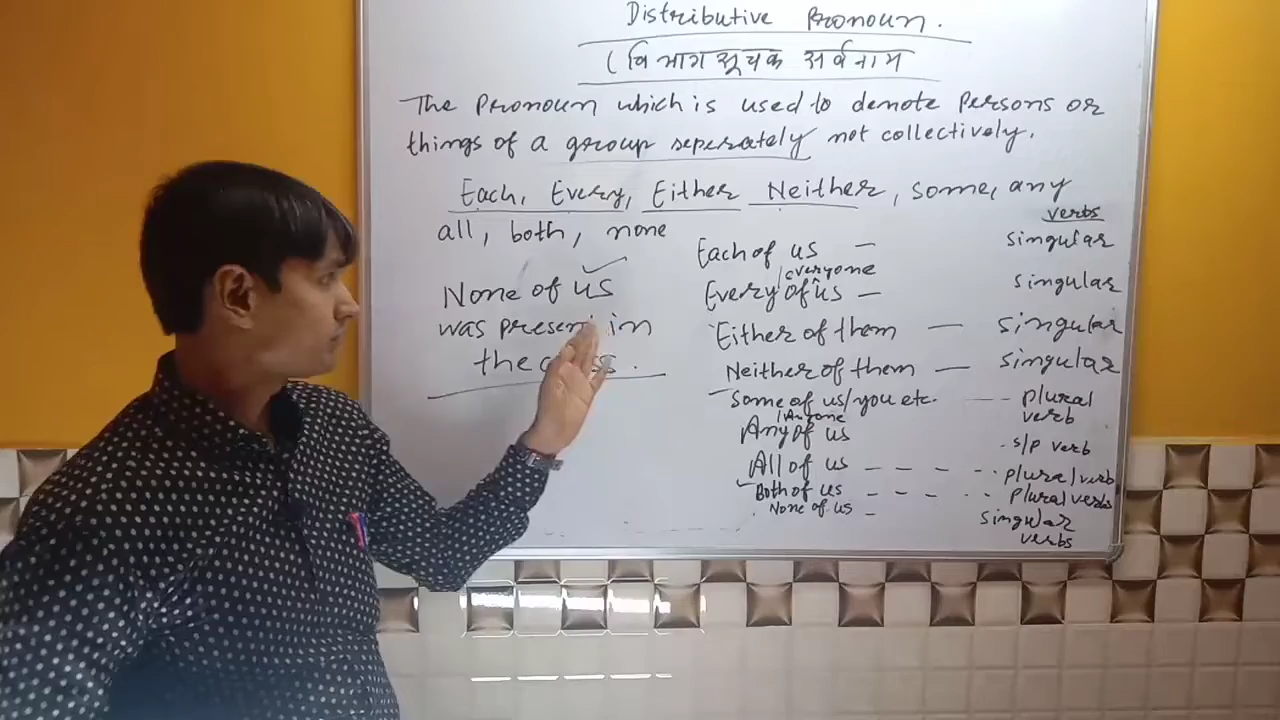 Distributive Pronoun.
( विभागसूचक सर्वनाम
The Pronoun which is used to denote Persons or
things of a group seperately not collectively.
Each, Every, Either Neither, some, any
all, both, none
None of us
was present in
the
verbs
Each of us — singular
/everyone
Every of us — singular
Either of them — singular
Neither of them — singular
Some of us/you etc. — plural
verb
/Anyone
Any of us - s/p verb
All of us - - - - - plural verb
Both of us - - - - - Plural verbs
None of us - singular
verbs